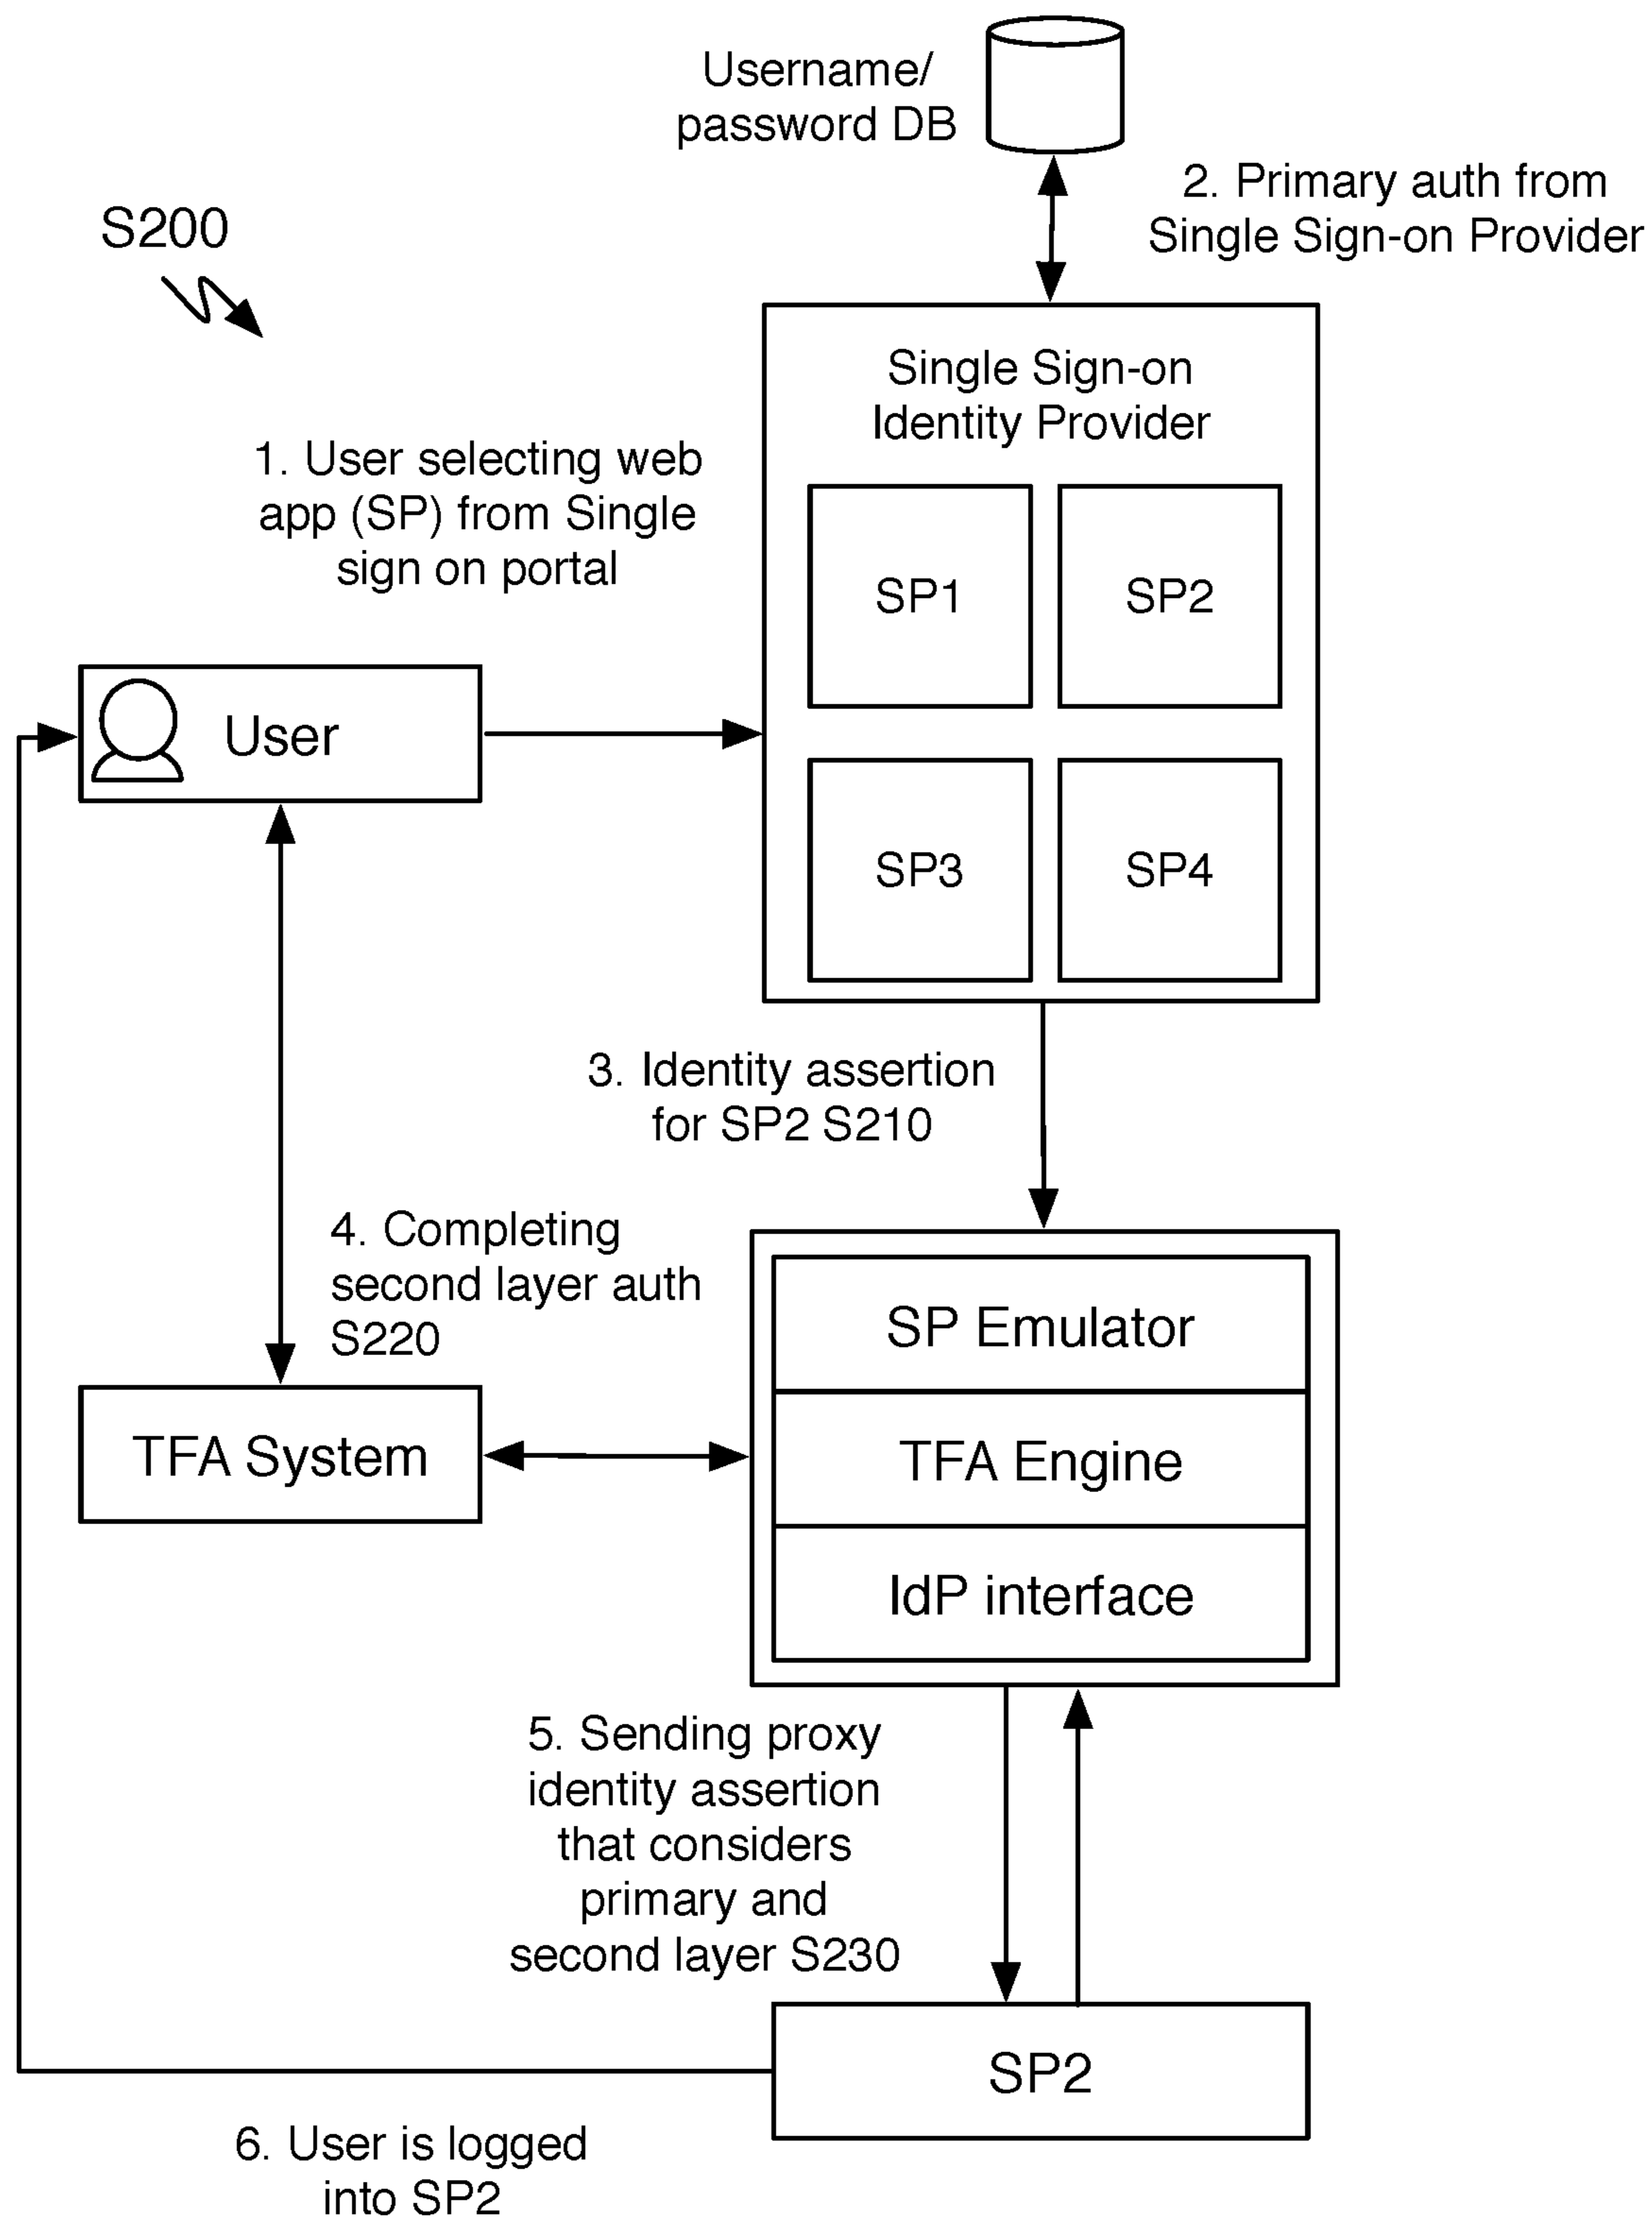 Username/
password DB
2. Primary auth from
Single Sign-on Provider
S200
Single Sign-on
Identity Provider
1. User selecting web
app (SP) from Single
sign on portal
SP1
SP2
User
SP3
SP4
3. Identity assertion
for SP2 S210
4. Completing
second layer auth
S220
SP Emulator
TFA System
TFA Engine
IdP interface
5. Sending proxy
identity assertion
that considers
primary and
second layer S230
SP2
6. User is logged
into SP2